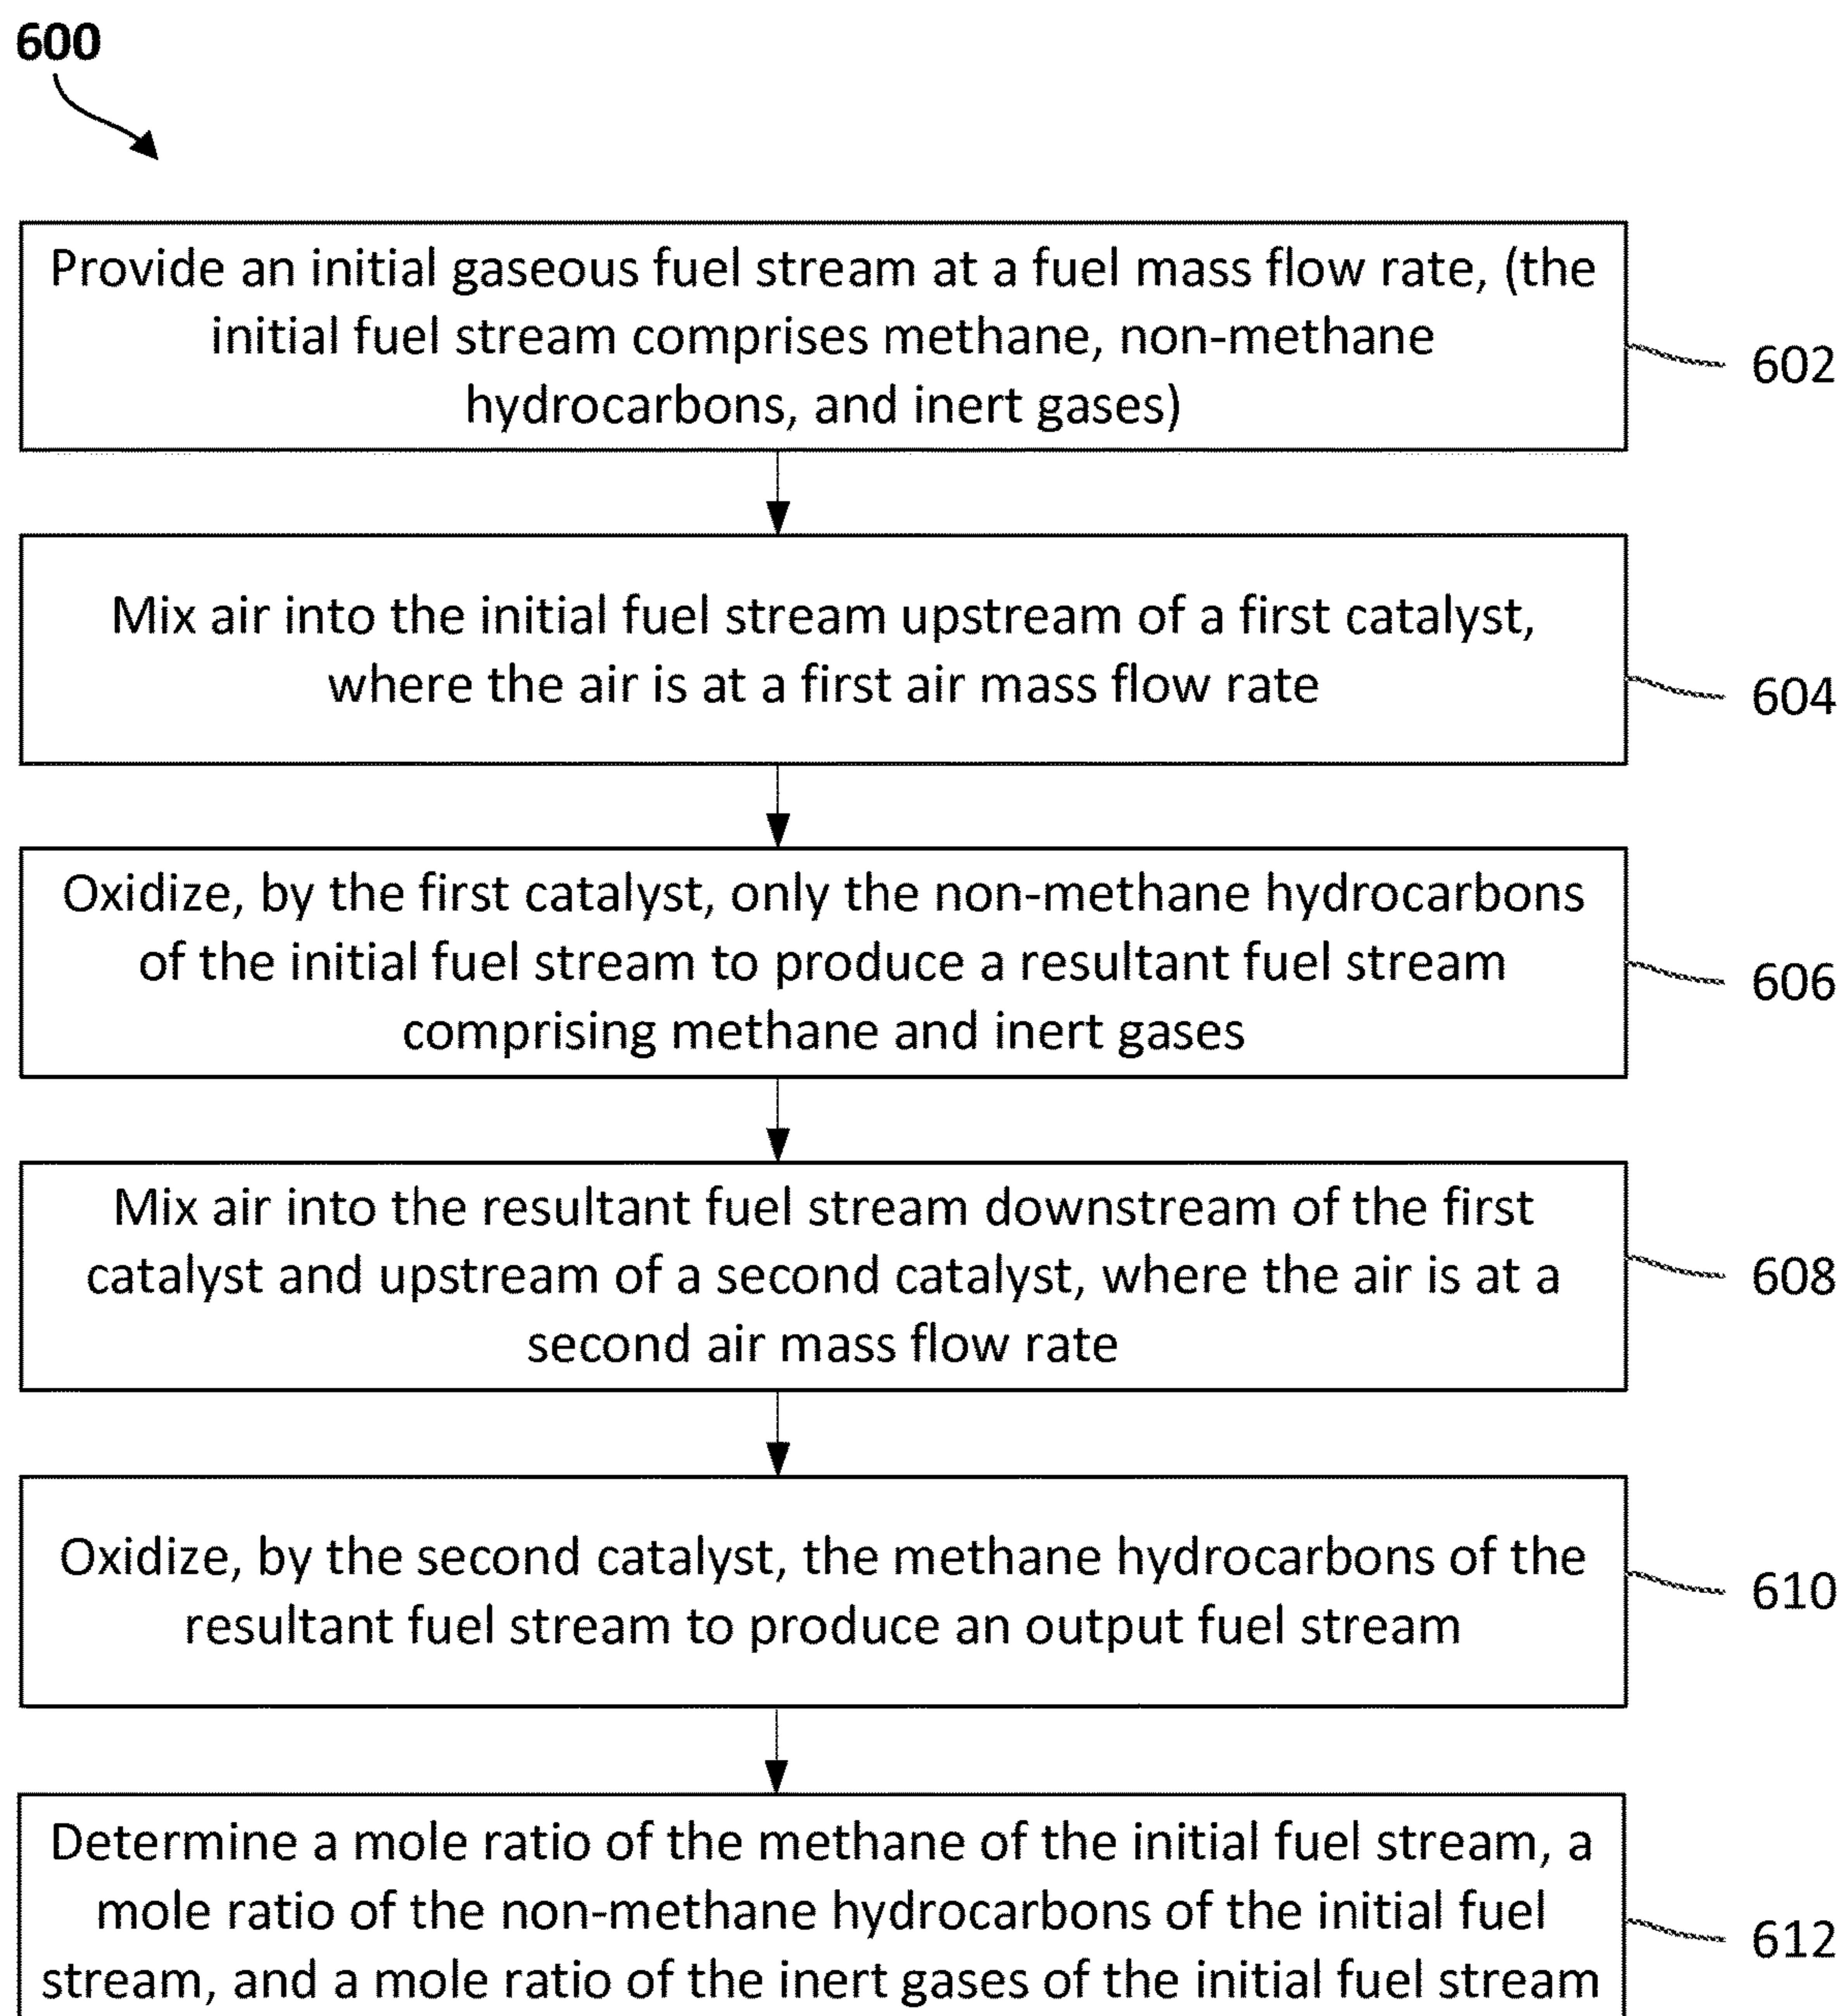 600
Provide an initial gaseous fuel stream at a fuel mass flow rate, (the
initial fuel stream comprises methane, non-methane
hydrocarbons, and inert gases)
602
Mix air into the initial fuel stream upstream of a first catalyst,
where the air is at a first air mass flow rate
604
Oxidize, by the first catalyst, only the non-methane hydrocarbons
of the initial fuel stream to produce a resultant fuel stream
comprising methane and inert gases
606
Mix air into the resultant fuel stream downstream of the first
catalyst and upstream of a second catalyst, where the air is at a
second air mass flow rate
608
Oxidize, by the second catalyst, the methane hydrocarbons of the
resultant fuel stream to produce an output fuel stream
610
Determine a mole ratio of the methane of the initial fuel stream, a
mole ratio of the non-methane hydrocarbons of the initial fuel
stream, and a mole ratio of the inert gases of the initial fuel stream
612